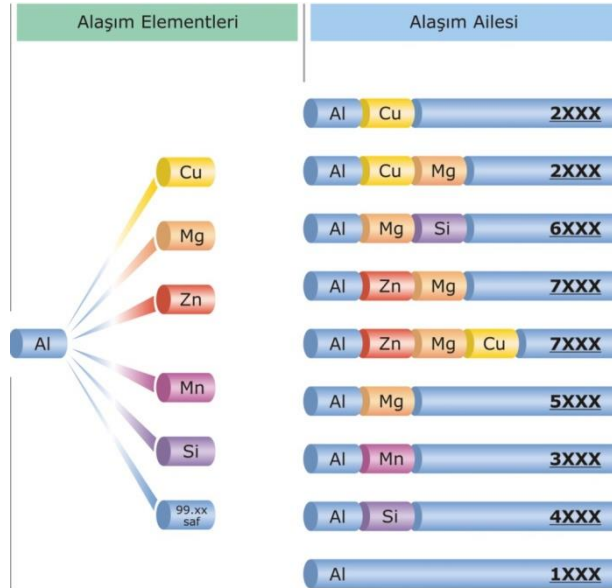 Alaşım Elementleri
Alaşım Ailesi
Al
Cu
Mg
Zn
Mn
Si
99.xx
saf
Al Cu 2XXX
Al Cu Mg 2XXX
Al Mg Si 6XXX
Al Zn Mg 7XXX
Al Zn Mg Cu 7XXX
Al Mg 5XXX
Al Mn 3XXX
Al Si 4XXX
Al 1XXX